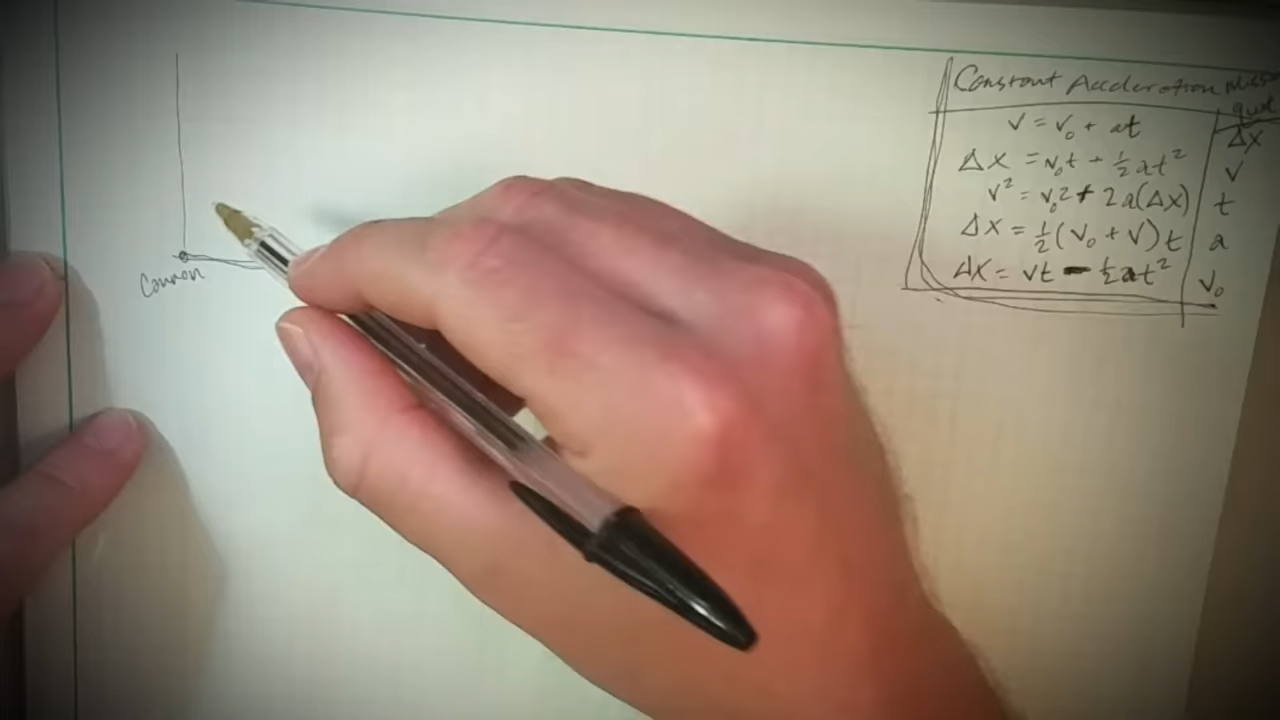 Cannon
Constant Acceleration
v = v₀ + at
Δx
Δx = v₀t + ½at²
v
v² = v₀² + 2a(Δx)
t
Δx = ½(v₀ + v)t
a
Δx = vt - ½at²
v₀